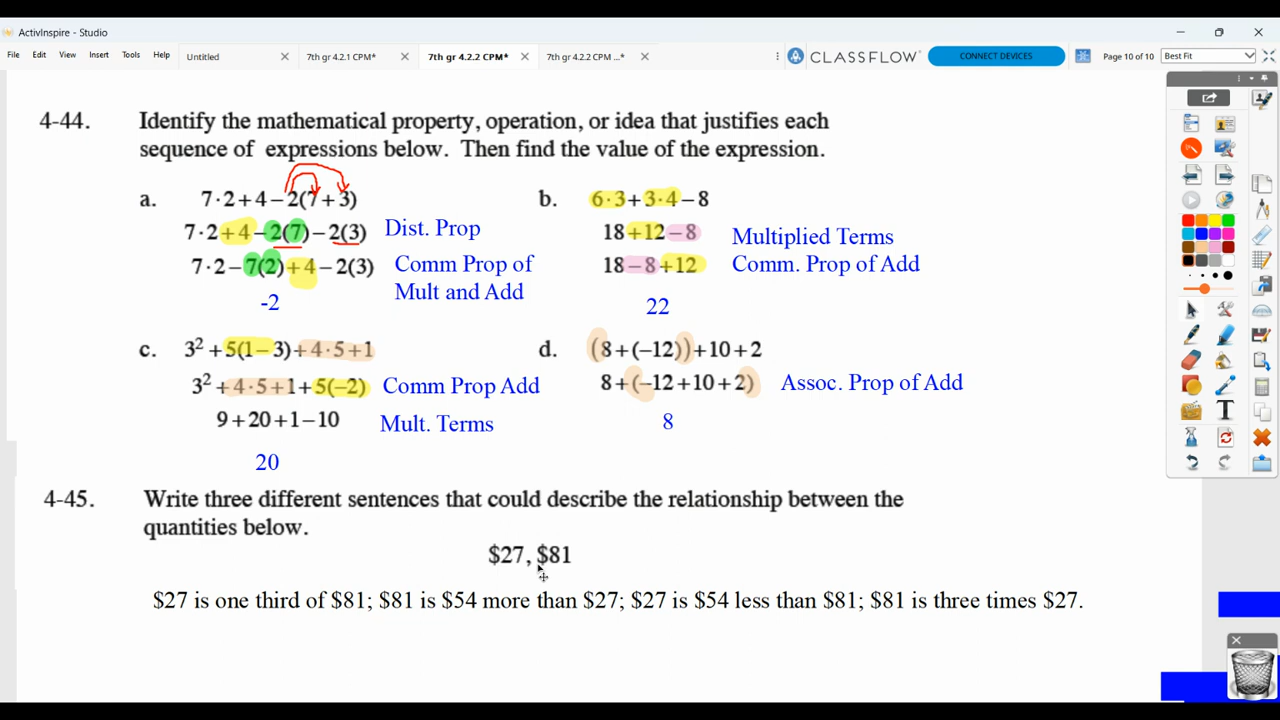 ActivInspire - Studio
File Edit View Insert Tools Help Untitled 7th gr 4.2.1 CPM* 7th gr 4.2.2 CPM* 7th gr 4.2.2 CPM ...* CLASSFLOW CONNECT DEVICES Page 10 of 10 Best Fit
4-44. Identify the mathematical property, operation, or idea that justifies each
sequence of expressions below. Then find the value of the expression.
a. 7·2+4−2(7+3)
7·2+4−2(7)−2(3) Dist. Prop
7·2−7(2)+4−2(3) Comm Prop of
Mult and Add
-2
b. 6·3+3·4−8
18+12−8 Multiplied Terms
18−8+12 Comm. Prop of Add
22
c. 3²+5(1−3)+4·5+1
3²+4·5+1+5(−2) Comm Prop Add
9+20+1−10 Mult. Terms
20
d. (8+(−12))+10+2
8+(−12+10+2) Assoc. Prop of Add
8
4-45. Write three different sentences that could describe the relationship between the
quantities below.
$27, $81
$27 is one third of $81; $81 is $54 more than $27; $27 is $54 less than $81; $81 is three times $27.